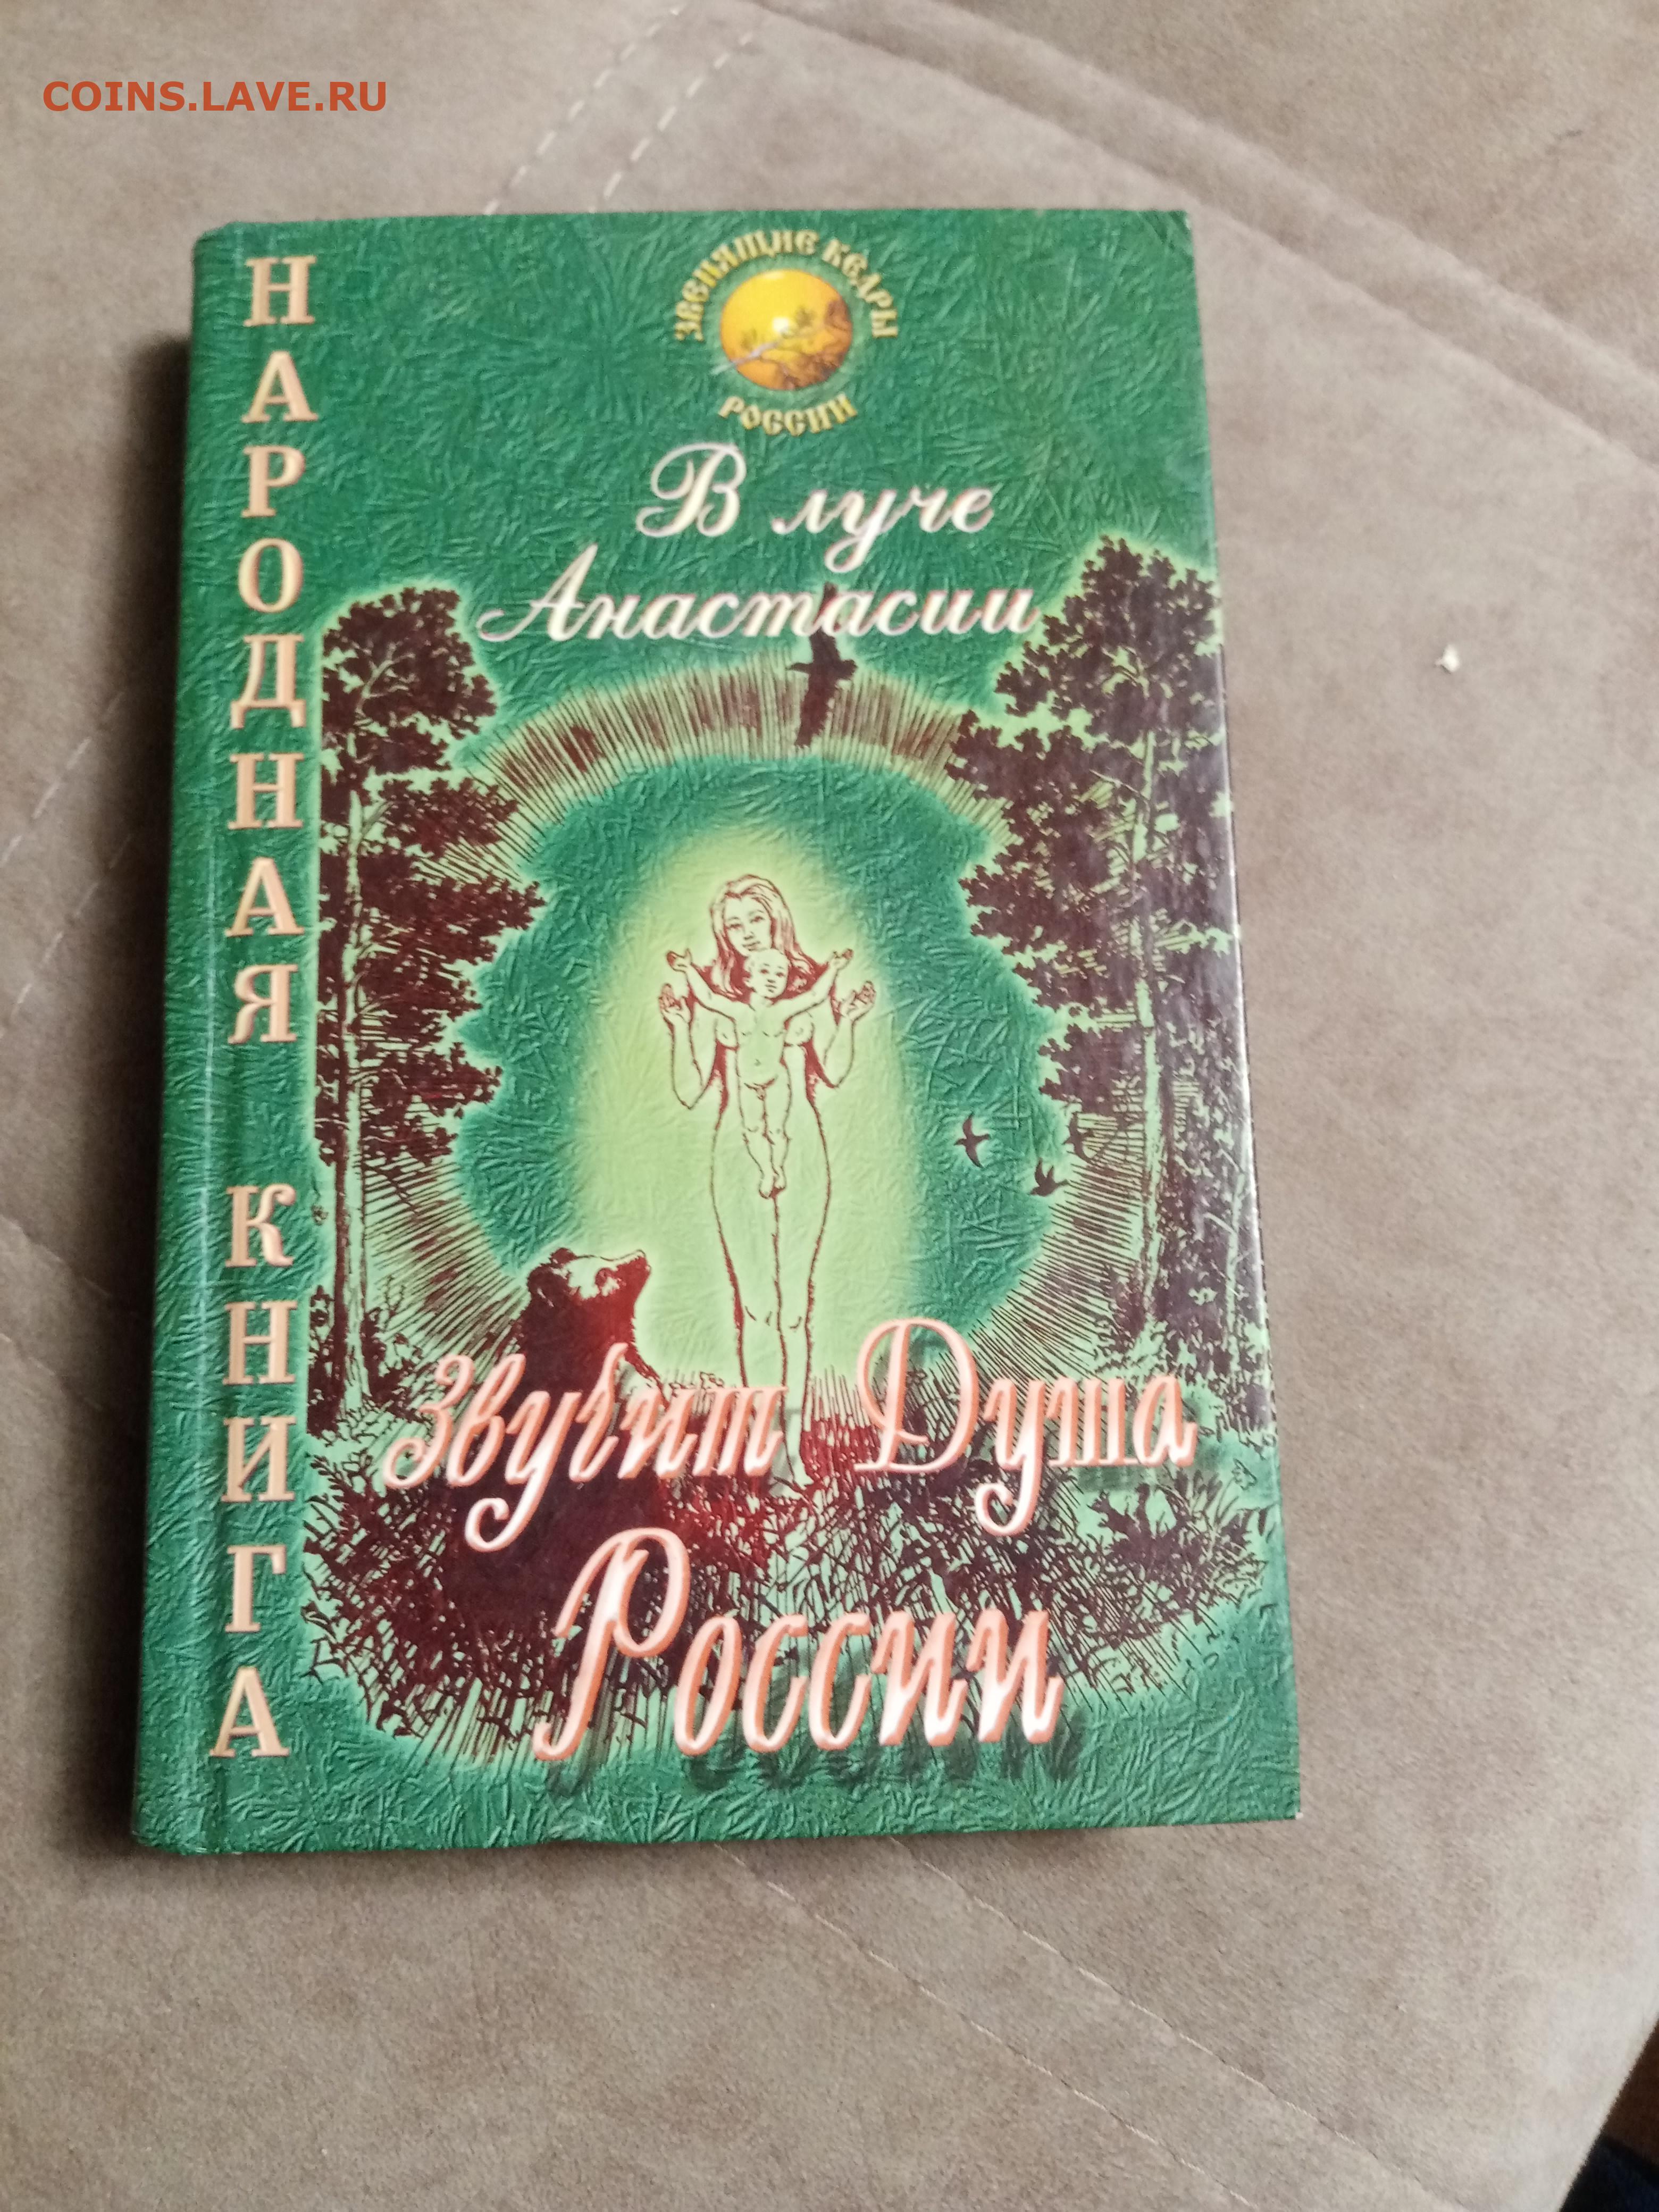 COINS.LAVE.RU
ЗВЕНЯЩИЕ КЕДРЫ
РОССИИ
В луче
Анастасии
НАРОДНАЯ КНИГА
Звучит Душа
России